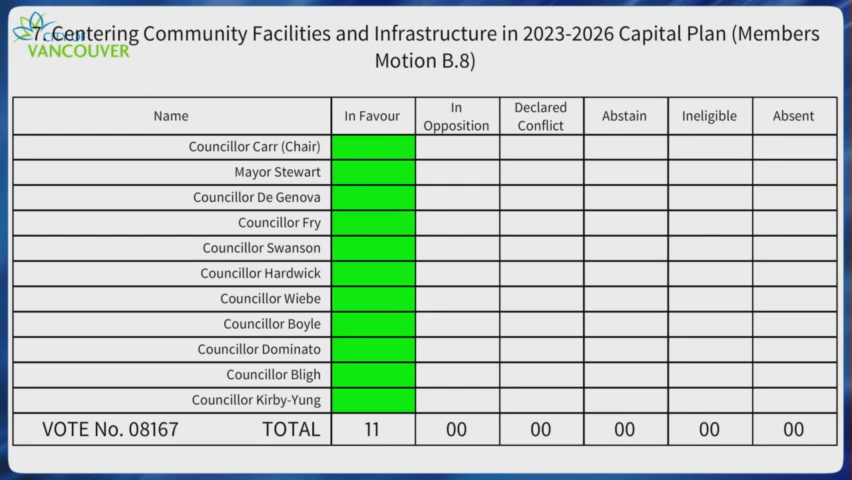 7. Centering Community Facilities and Infrastructure in 2023-2026 Capital Plan (Members
Motion B.8)
CITY OF
VANCOUVER
Name In Favour In Opposition Declared Conflict Abstain Ineligible Absent
Councillor Carr (Chair)
Mayor Stewart
Councillor De Genova
Councillor Fry
Councillor Swanson
Councillor Hardwick
Councillor Wiebe
Councillor Boyle
Councillor Dominato
Councillor Bligh
Councillor Kirby-Yung
VOTE No. 08167 TOTAL 11 00 00 00 00 00